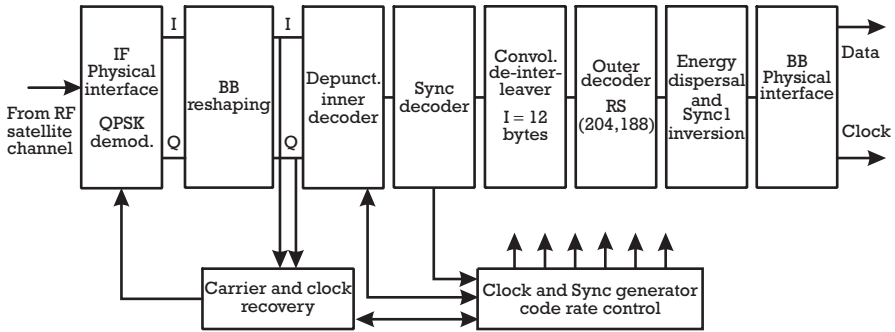 From RF
satellite
channel
IF
Physical
interface
QPSK
demod.
I
Q
BB
reshaping
I
Q
Depunct.
inner
decoder
Sync
decoder
Convol.
de-inter-
leaver
I = 12
bytes
Outer
decoder
RS
(204,188)
Energy
dispersal
and
Sync1
inversion
BB
Physical
interface
Data
Clock
Carrier and clock
recovery
Clock and Sync generator
code rate control